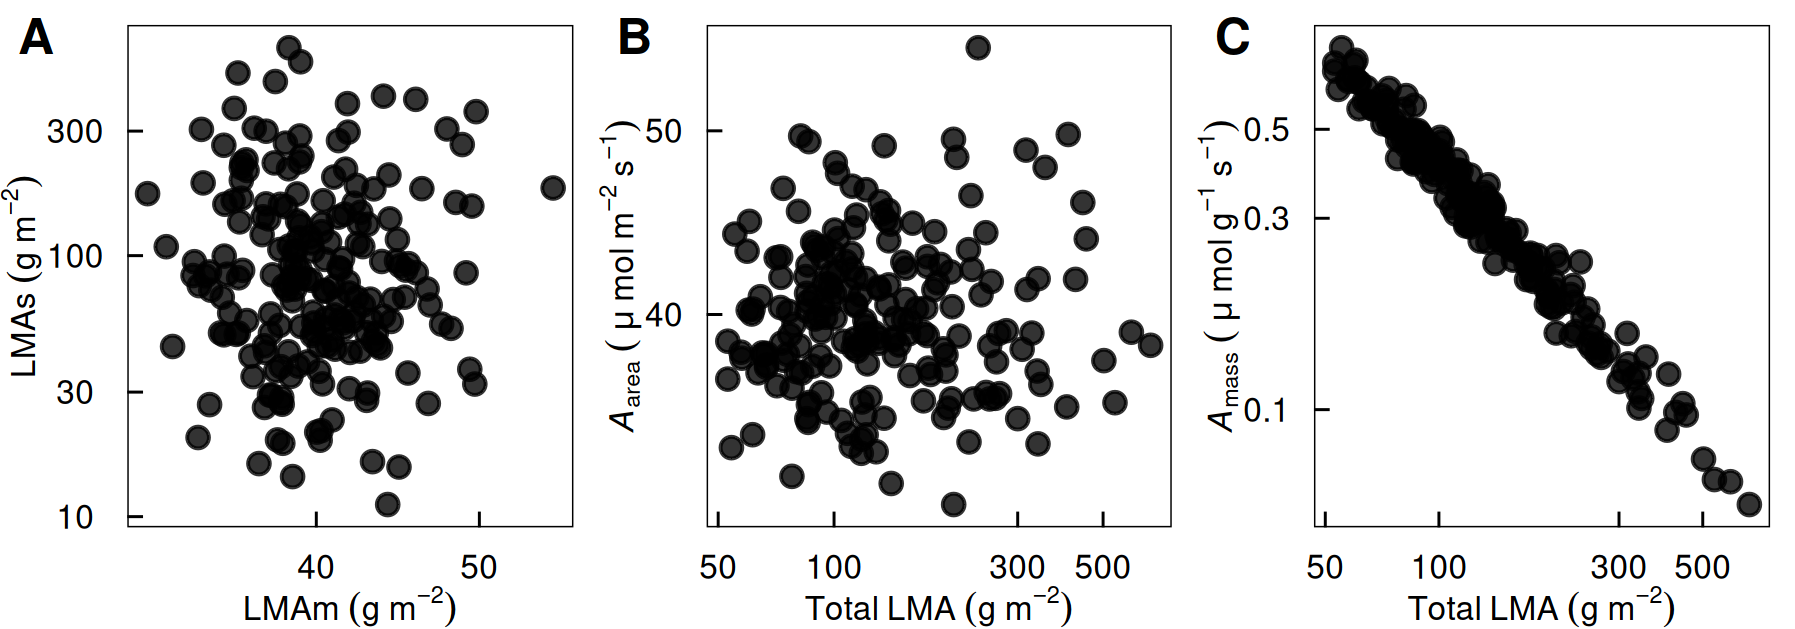 A
LMAs (g m⁻²)
300
100
30
10
40
50
LMAm (g m⁻²)
B
Aarea ( μ mol m⁻² s⁻¹)
50
40
50
100
300
500
Total LMA (g m⁻²)
C
Amass ( μ mol g⁻¹ s⁻¹)
0.5
0.3
0.1
50
100
300
500
Total LMA (g m⁻²)